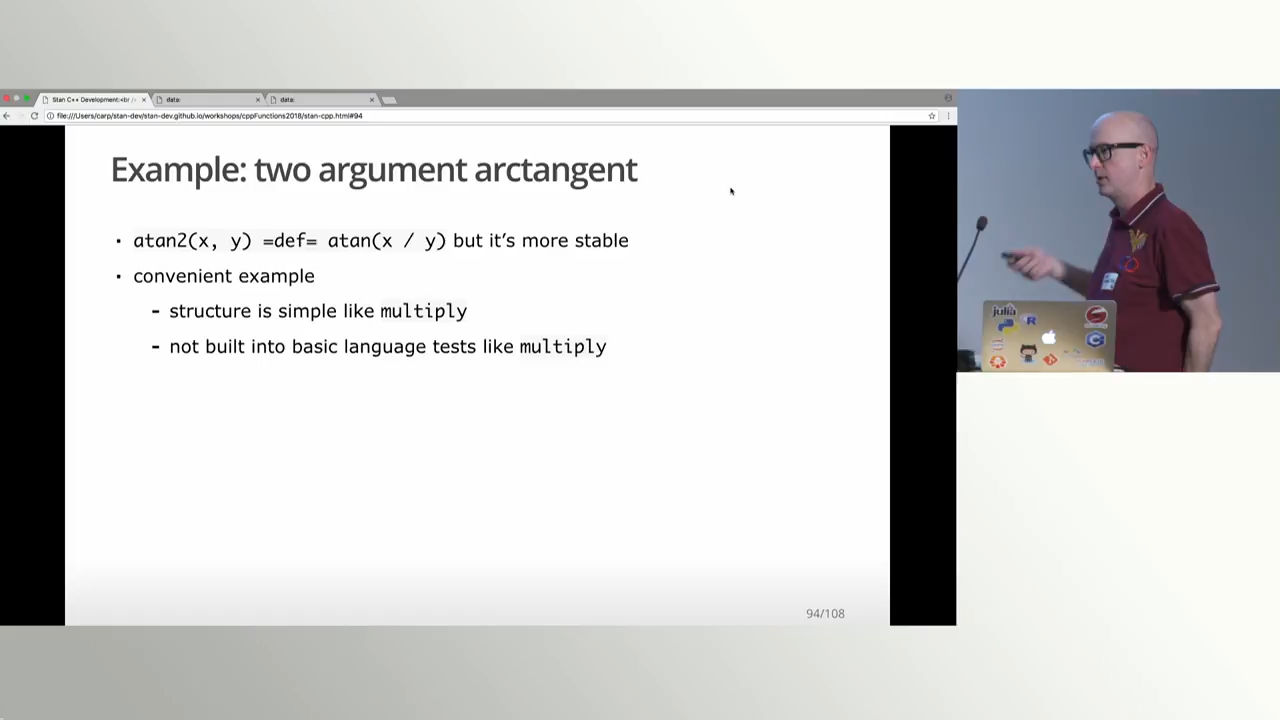 Stan C++ Development:<br /
data:
data:
file:///Users/carp/stan-dev/stan-dev.github.io/workshops/cppFunctions2018/stan-cpp.html#94
Example: two argument arctangent
• atan2(x, y) =def= atan(x / y) but it's more stable
• convenient example
- structure is simple like multiply
- not built into basic language tests like multiply
94/108
julia
R